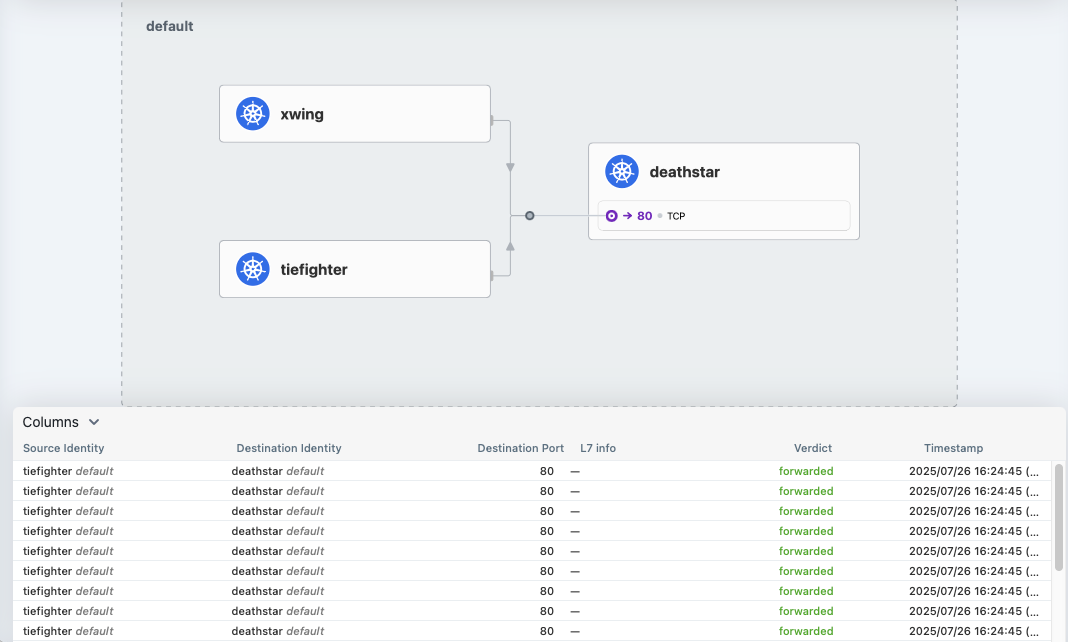 default
xwing
deathstar
→ 80 • TCP
tiefighter
Columns
Source Identity Destination Identity Destination Port L7 info Verdict Timestamp
tiefighter default deathstar default 80 — forwarded 2025/07/26 16:24:45 (...
tiefighter default deathstar default 80 — forwarded 2025/07/26 16:24:45 (...
tiefighter default deathstar default 80 — forwarded 2025/07/26 16:24:45 (...
tiefighter default deathstar default 80 — forwarded 2025/07/26 16:24:45 (...
tiefighter default deathstar default 80 — forwarded 2025/07/26 16:24:45 (...
tiefighter default deathstar default 80 — forwarded 2025/07/26 16:24:45 (...
tiefighter default deathstar default 80 — forwarded 2025/07/26 16:24:45 (...
tiefighter default deathstar default 80 — forwarded 2025/07/26 16:24:45 (...
tiefighter default deathstar default 80 — forwarded 2025/07/26 16:24:45 (...